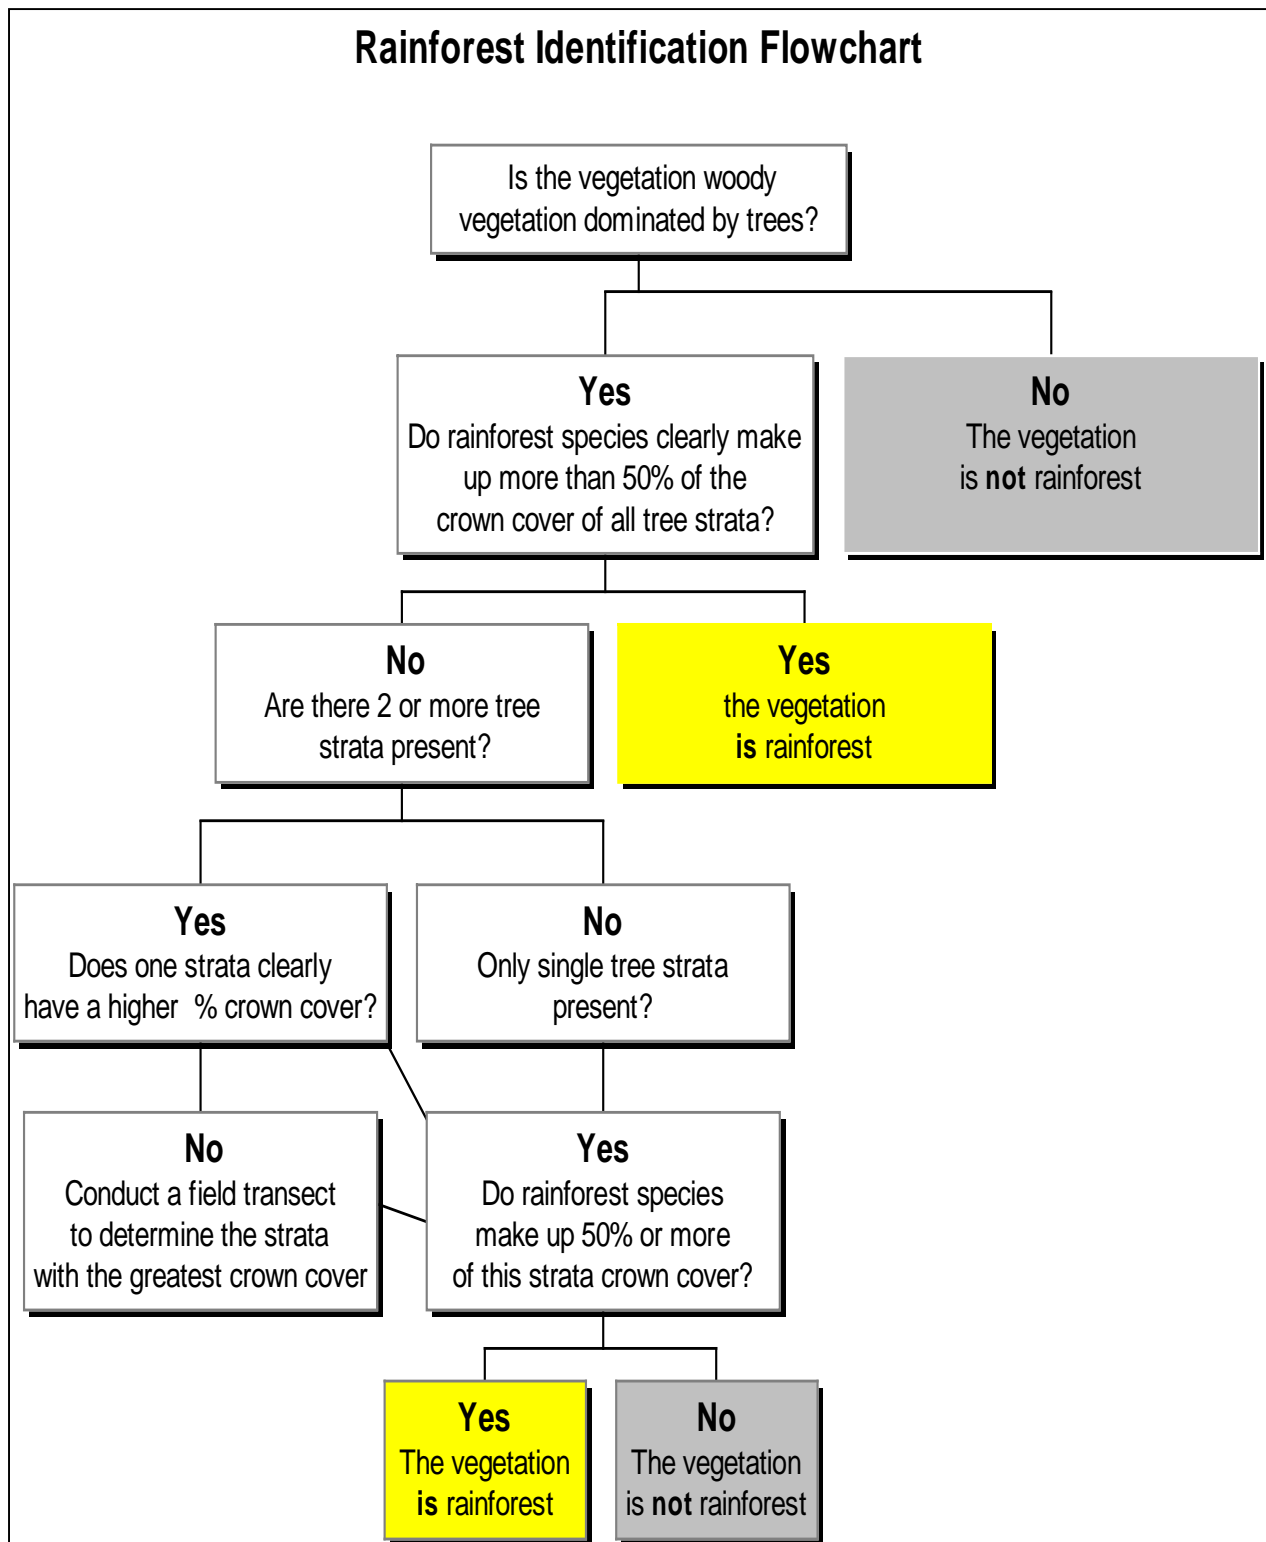 Rainforest Identification Flowchart
Is the vegetation woody
vegetation dominated by trees?
Yes
Do rainforest species clearly make
up more than 50% of the
crown cover of all tree strata?
No
The vegetation
is not rainforest
No
Are there 2 or more tree
strata present?
Yes
the vegetation
is rainforest
Yes
Does one strata clearly
have a higher % crown cover?
No
Only single tree strata
present?
No
Conduct a field transect
to determine the strata
with the greatest crown cover
Yes
Do rainforest species
make up 50% or more
of this strata crown cover?
Yes
The vegetation
is rainforest
No
The vegetation
is not rainforest